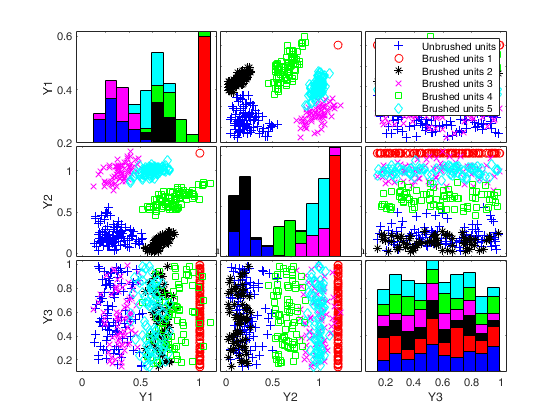 0.6
Y1
0.4
0.2
Unbrushed units
Brushed units 1
Brushed units 2
Brushed units 3
Brushed units 4
Brushed units 5
1
Y2
0.5
0
1
0.8
Y3
0.6
0.4
0.2
0 0.5 1
0 0.5 1
0.2 0.4 0.6 0.8 1
Y1 Y2 Y3